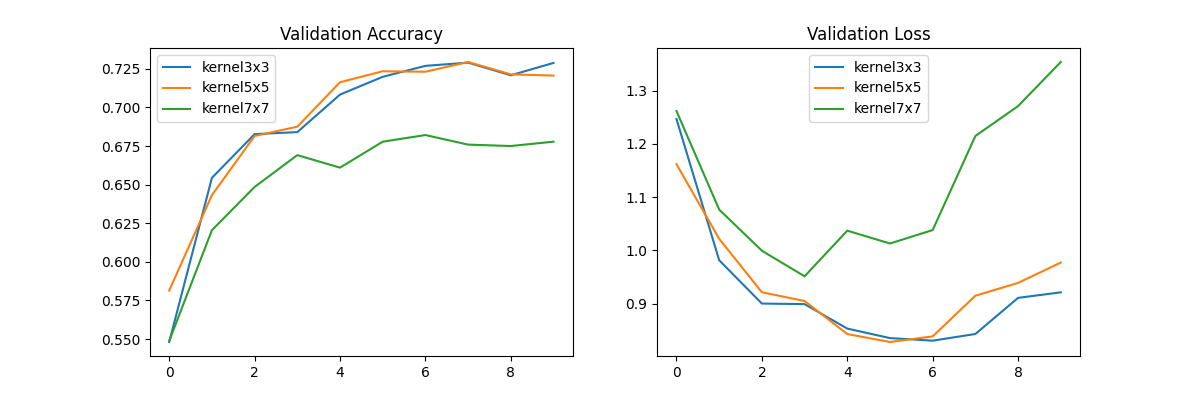 Validation Accuracy
kernel3x3
kernel5x5
kernel7x7
0.725
0.700
0.675
0.650
0.625
0.600
0.575
0.550
0 2 4 6 8
Validation Loss
kernel3x3
kernel5x5
kernel7x7
1.3
1.2
1.1
1.0
0.9
0 2 4 6 8